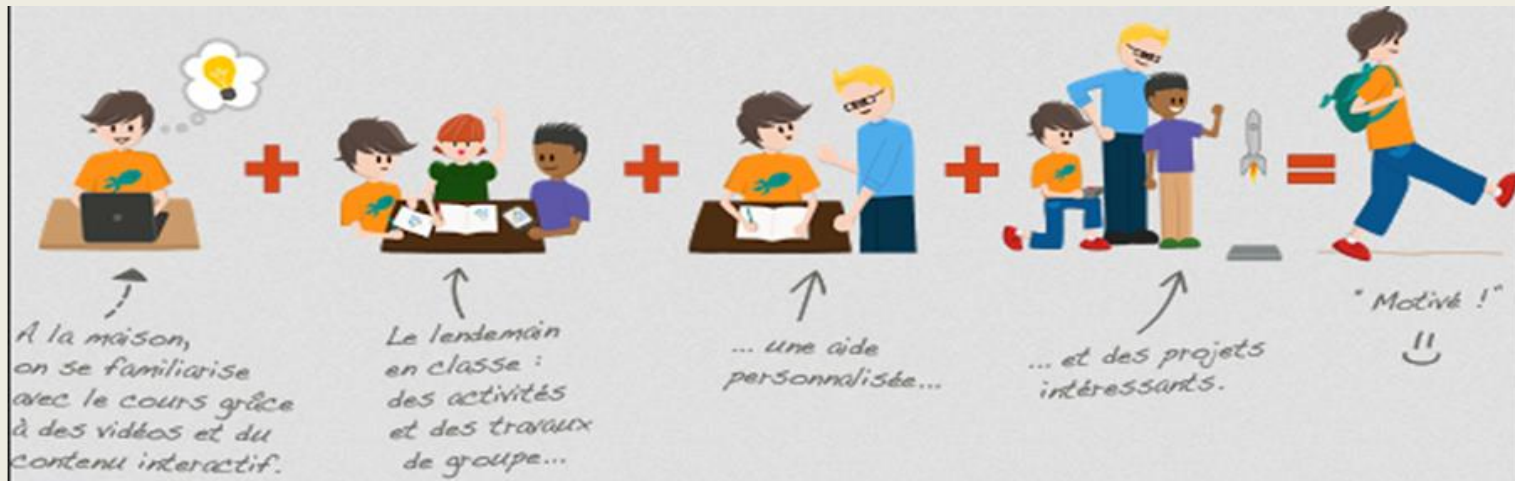 À la maison,
on se familiarise
avec le cours grâce
à des vidéos et du
contenu interactif.
Le lendemain
en classe :
des activités
et des travaux
de groupe...
... une aide
personnalisée...
... et des projets
intéressants.
" Motivé ! "